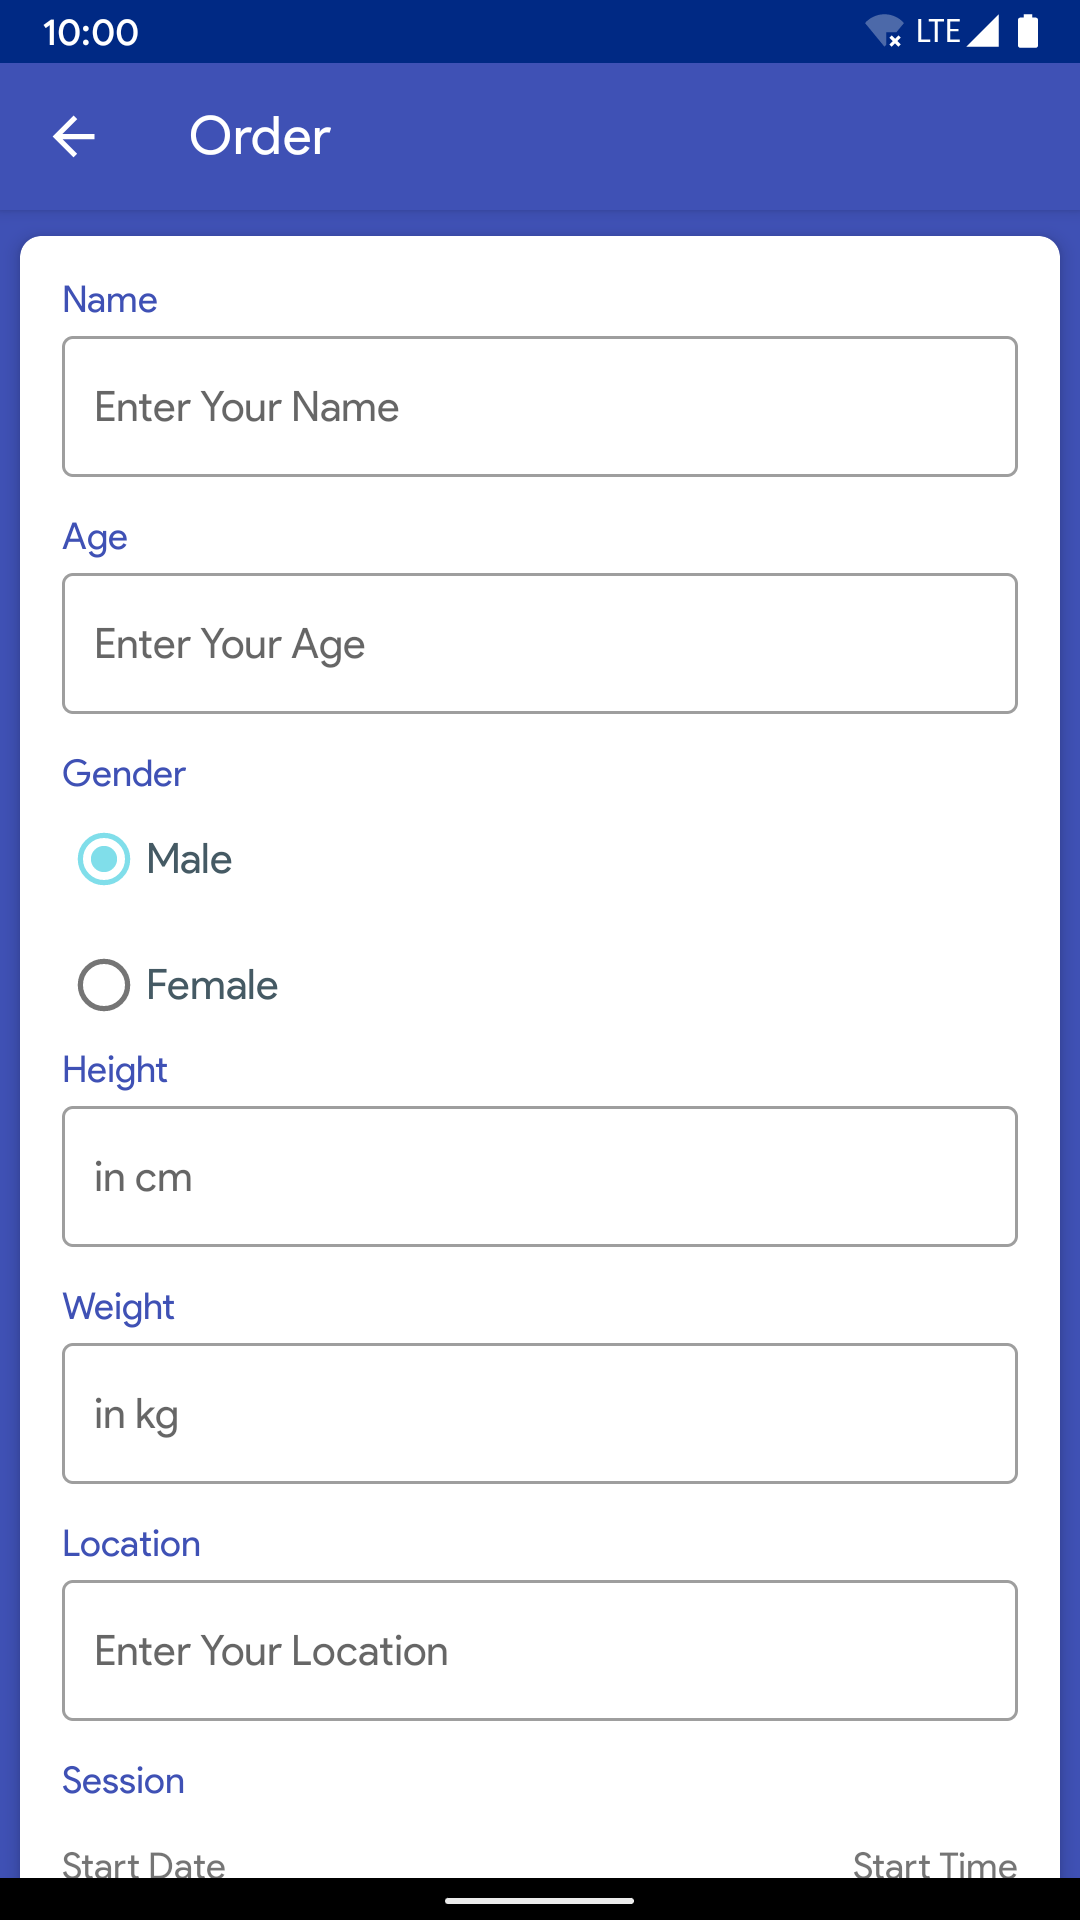 10:00
LTE
Order
Name
Enter Your Name
Age
Enter Your Age
Gender
Male
Female
Height
in cm
Weight
in kg
Location
Enter Your Location
Session
Start Date Start Time